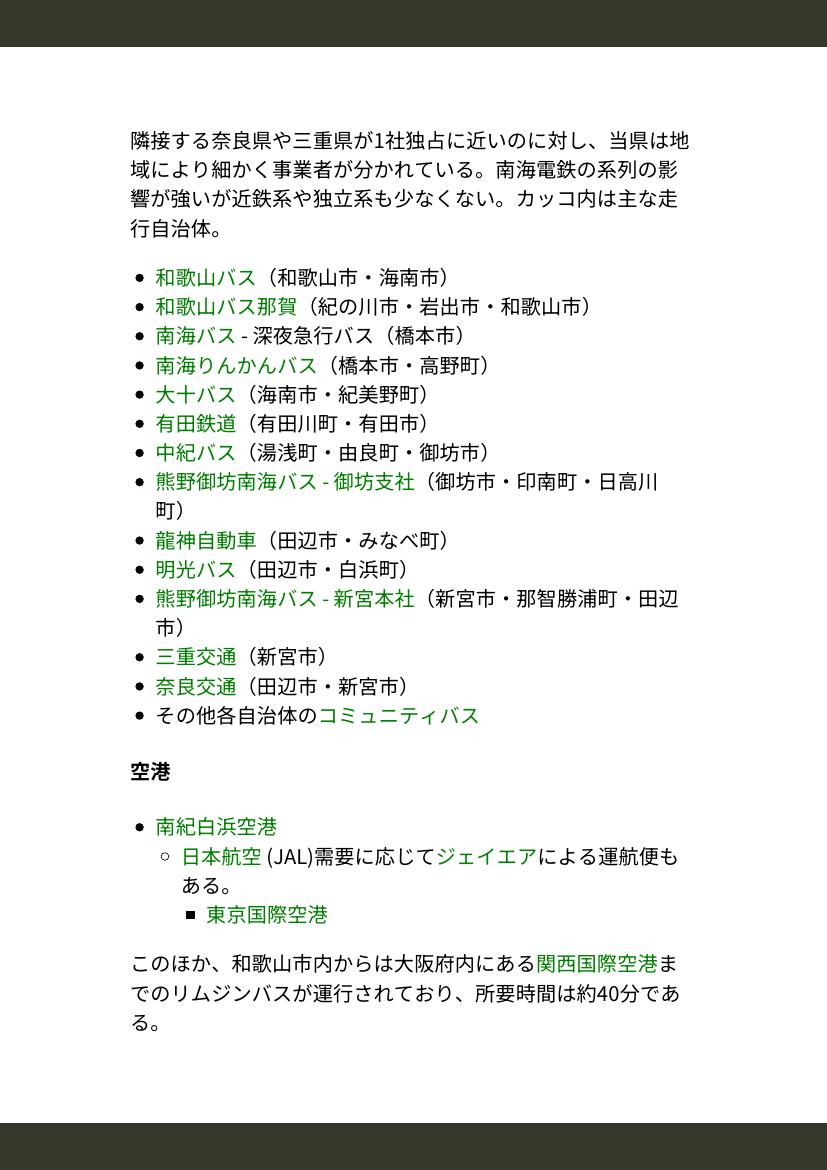 隣接する奈良県や三重県が1社独占に近いのに対し、当県は地
域により細かく事業者が分かれている。南海電鉄の系列の影
響が強いが近鉄系や独立系も少なくない。カッコ内は主な走
行自治体。
• 和歌山バス（和歌山市・海南市）
• 和歌山バス那賀（紀の川市・岩出市・和歌山市）
• 南海バス - 深夜急行バス（橋本市）
• 南海りんかんバス（橋本市・高野町）
• 大十バス（海南市・紀美野町）
• 有田鉄道（有田川町・有田市）
• 中紀バス（湯浅町・由良町・御坊市）
• 熊野御坊南海バス - 御坊支社（御坊市・印南町・日高川
町）
• 龍神自動車（田辺市・みなべ町）
• 明光バス（田辺市・白浜町）
• 熊野御坊南海バス - 新宮本社（新宮市・那智勝浦町・田辺
市）
• 三重交通（新宮市）
• 奈良交通（田辺市・新宮市）
• その他各自治体のコミュニティバス
空港
• 南紀白浜空港
◦ 日本航空 (JAL)需要に応じてジェイエアによる運航便も
ある。
▪ 東京国際空港
このほか、和歌山市内からは大阪府内にある関西国際空港ま
でのリムジンバスが運行されており、所要時間は約40分であ
る。